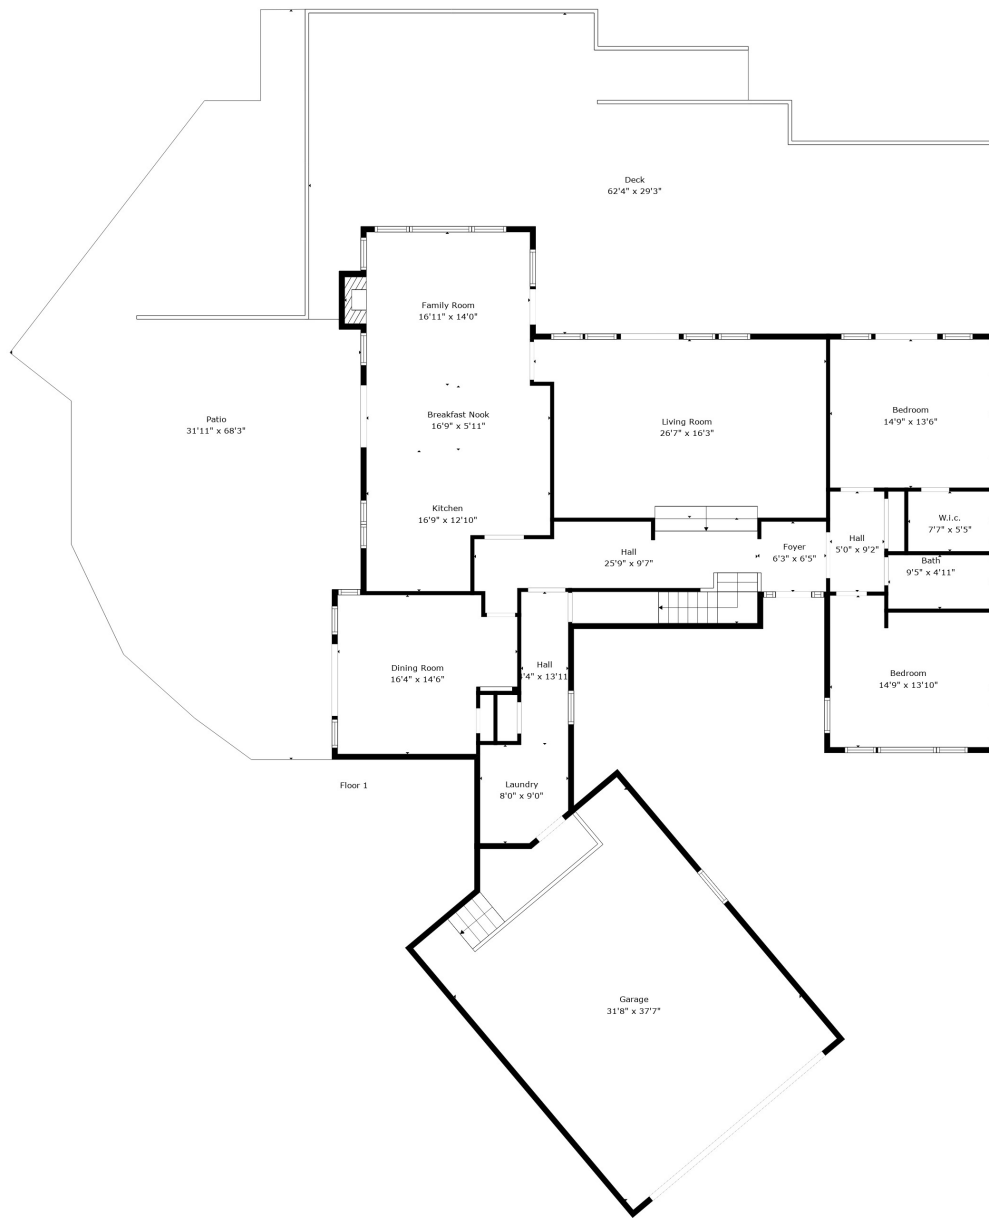 Deck
62'4" x 29'3"
Family Room
16'11" x 14'0"
Patio
31'11" x 68'3"
Breakfast Nook
16'9" x 5'11"
Living Room
26'7" x 16'3"
Bedroom
14'9" x 13'6"
Kitchen
16'9" x 12'10"
W.i.c.
7'7" x 5'5"
Hall
25'9" x 9'7"
Foyer
6'3" x 6'5"
Hall
5'0" x 9'2"
Bath
9'5" x 4'11"
Dining Room
16'4" x 14'6"
Hall
'4" x 13'11
Bedroom
14'9" x 13'10"
Floor 1
Laundry
8'0" x 9'0"
Garage
31'8" x 37'7"